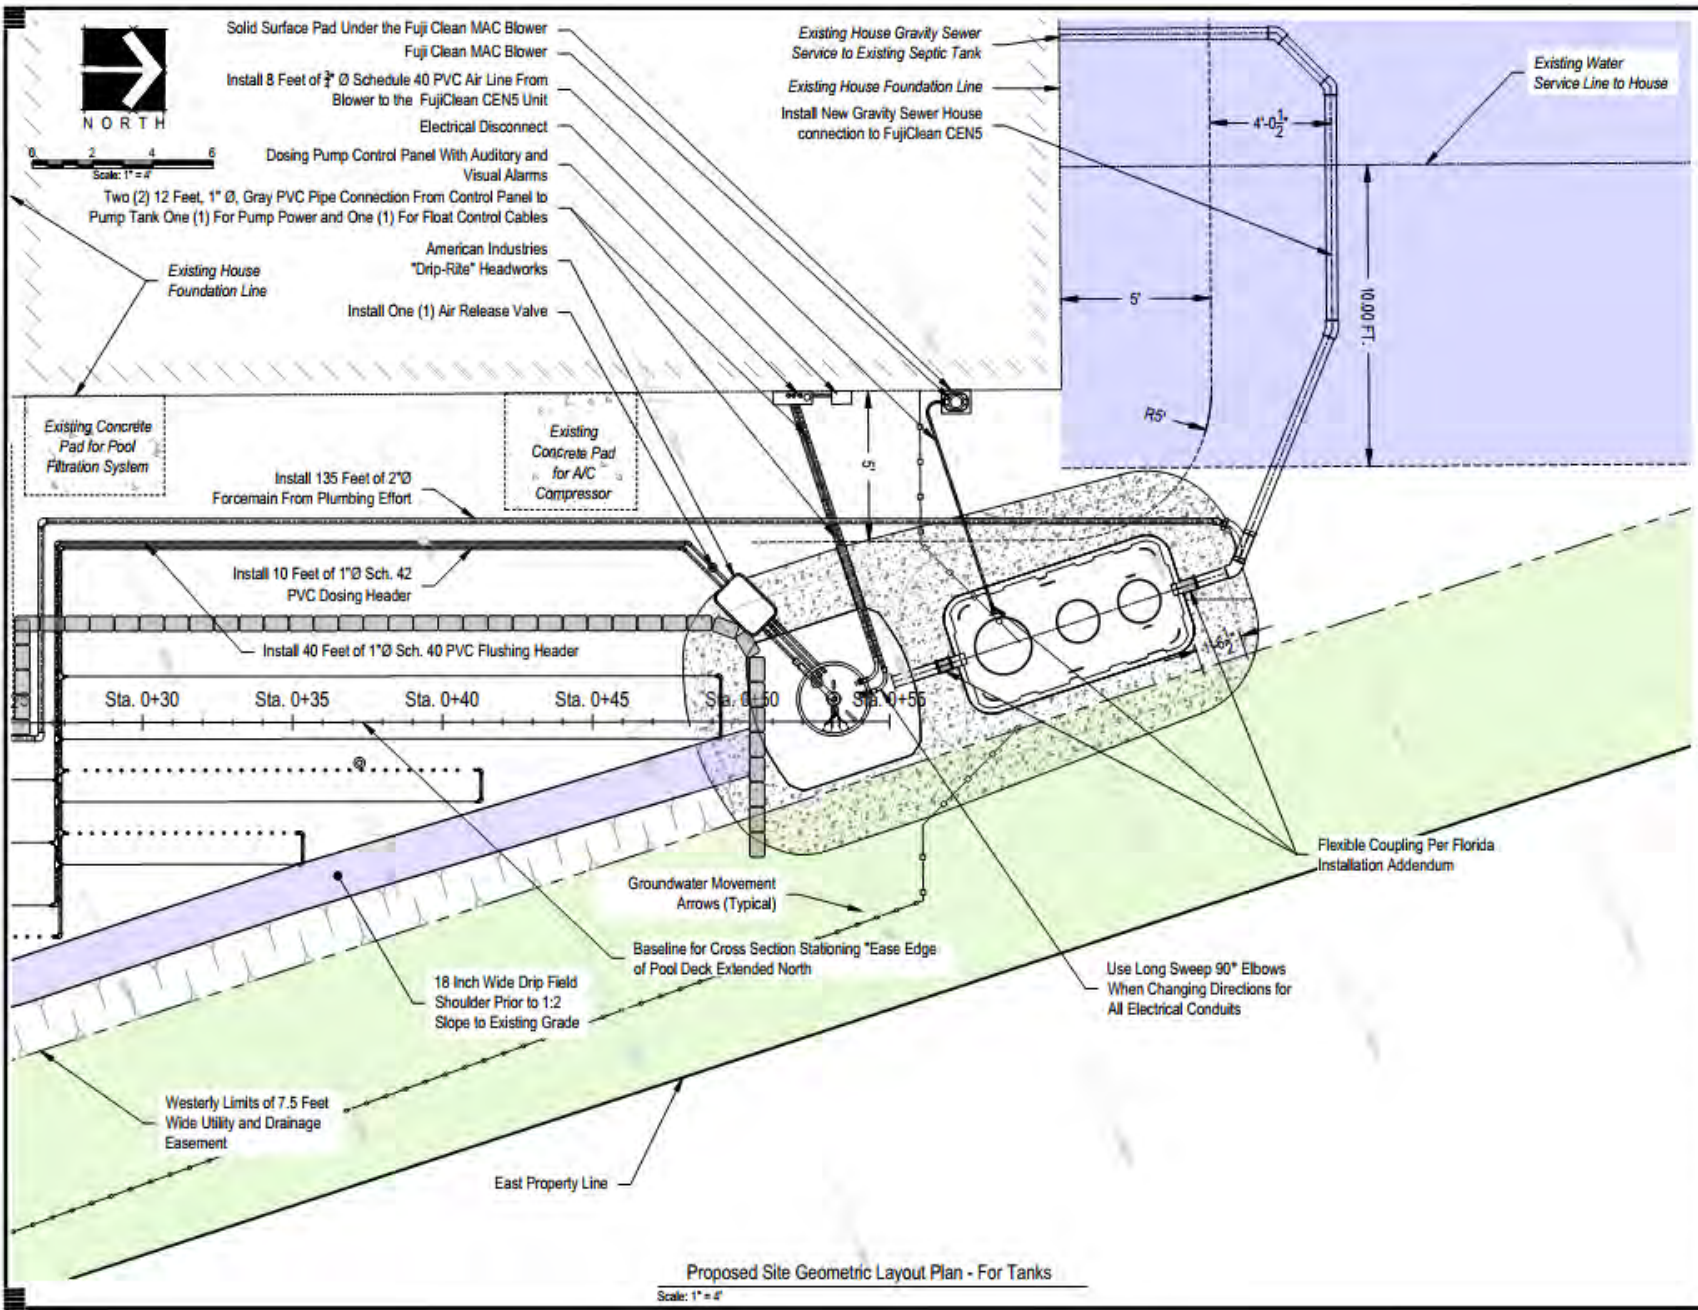 Solid Surface Pad Under the Fuji Clean MAC Blower
Fuji Clean MAC Blower
Install 8 Feet of ¾" Ø Schedule 40 PVC Air Line From
Blower to the FujiClean CEN5 Unit
Electrical Disconnect
Dosing Pump Control Panel With Auditory and
Visual Alarms
Two (2) 12 Feet, 1" Ø, Gray PVC Pipe Connection From Control Panel to
Pump Tank One (1) For Pump Power and One (1) For Float Control Cables
American Industries
"Drip-Rite" Headworks
Install One (1) Air Release Valve
NORTH
0 2 4 6
Scale: 1" = 4'
Existing House
Foundation Line
Existing House Gravity Sewer
Service to Existing Septic Tank
Existing House Foundation Line
Install New Gravity Sewer House
connection to FujiClean CEN5
Existing Water
Service Line to House
4'-0½"
5'
10.00 FT.
R5'
5'
Existing Concrete
Pad for Pool
Filtration System
Existing
Concrete Pad
for A/C
Compressor
Install 135 Feet of 2"Ø
Forcemain From Plumbing Effort
Install 10 Feet of 1"Ø Sch. 42
PVC Dosing Header
Install 40 Feet of 1"Ø Sch. 40 PVC Flushing Header
1'-6½"
Sta. 0+30
Sta. 0+35
Sta. 0+40
Sta. 0+45
Sta. 0+50
Sta. 0+55
Flexible Coupling Per Florida
Installation Addendum
Groundwater Movement
Arrows (Typical)
Baseline for Cross Section Stationing "Ease Edge
of Pool Deck Extended North
18 Inch Wide Drip Field
Shoulder Prior to 1:2
Slope to Existing Grade
Use Long Sweep 90° Elbows
When Changing Directions for
All Electrical Conduits
Westerly Limits of 7.5 Feet
Wide Utility and Drainage
Easement
East Property Line
Proposed Site Geometric Layout Plan - For Tanks
Scale: 1" = 4'